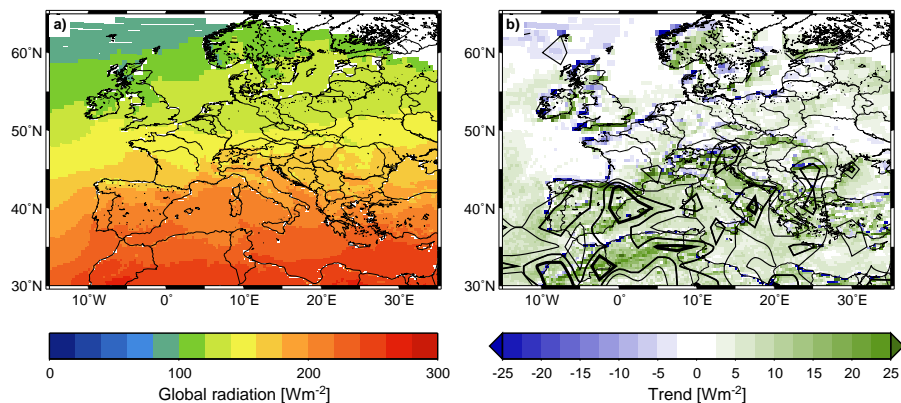 a) b)
60˚N 60˚N
50˚N 50˚N
40˚N 40˚N
30˚N 30˚N
10˚W 0˚ 10˚E 20˚E 30˚E 10˚W 0˚ 10˚E 20˚E 30˚E
0 100 200 300 -25 -20 -15 -10 -5 0 5 10 15 20 25
Global radiation [Wm⁻²] Trend [Wm⁻²]